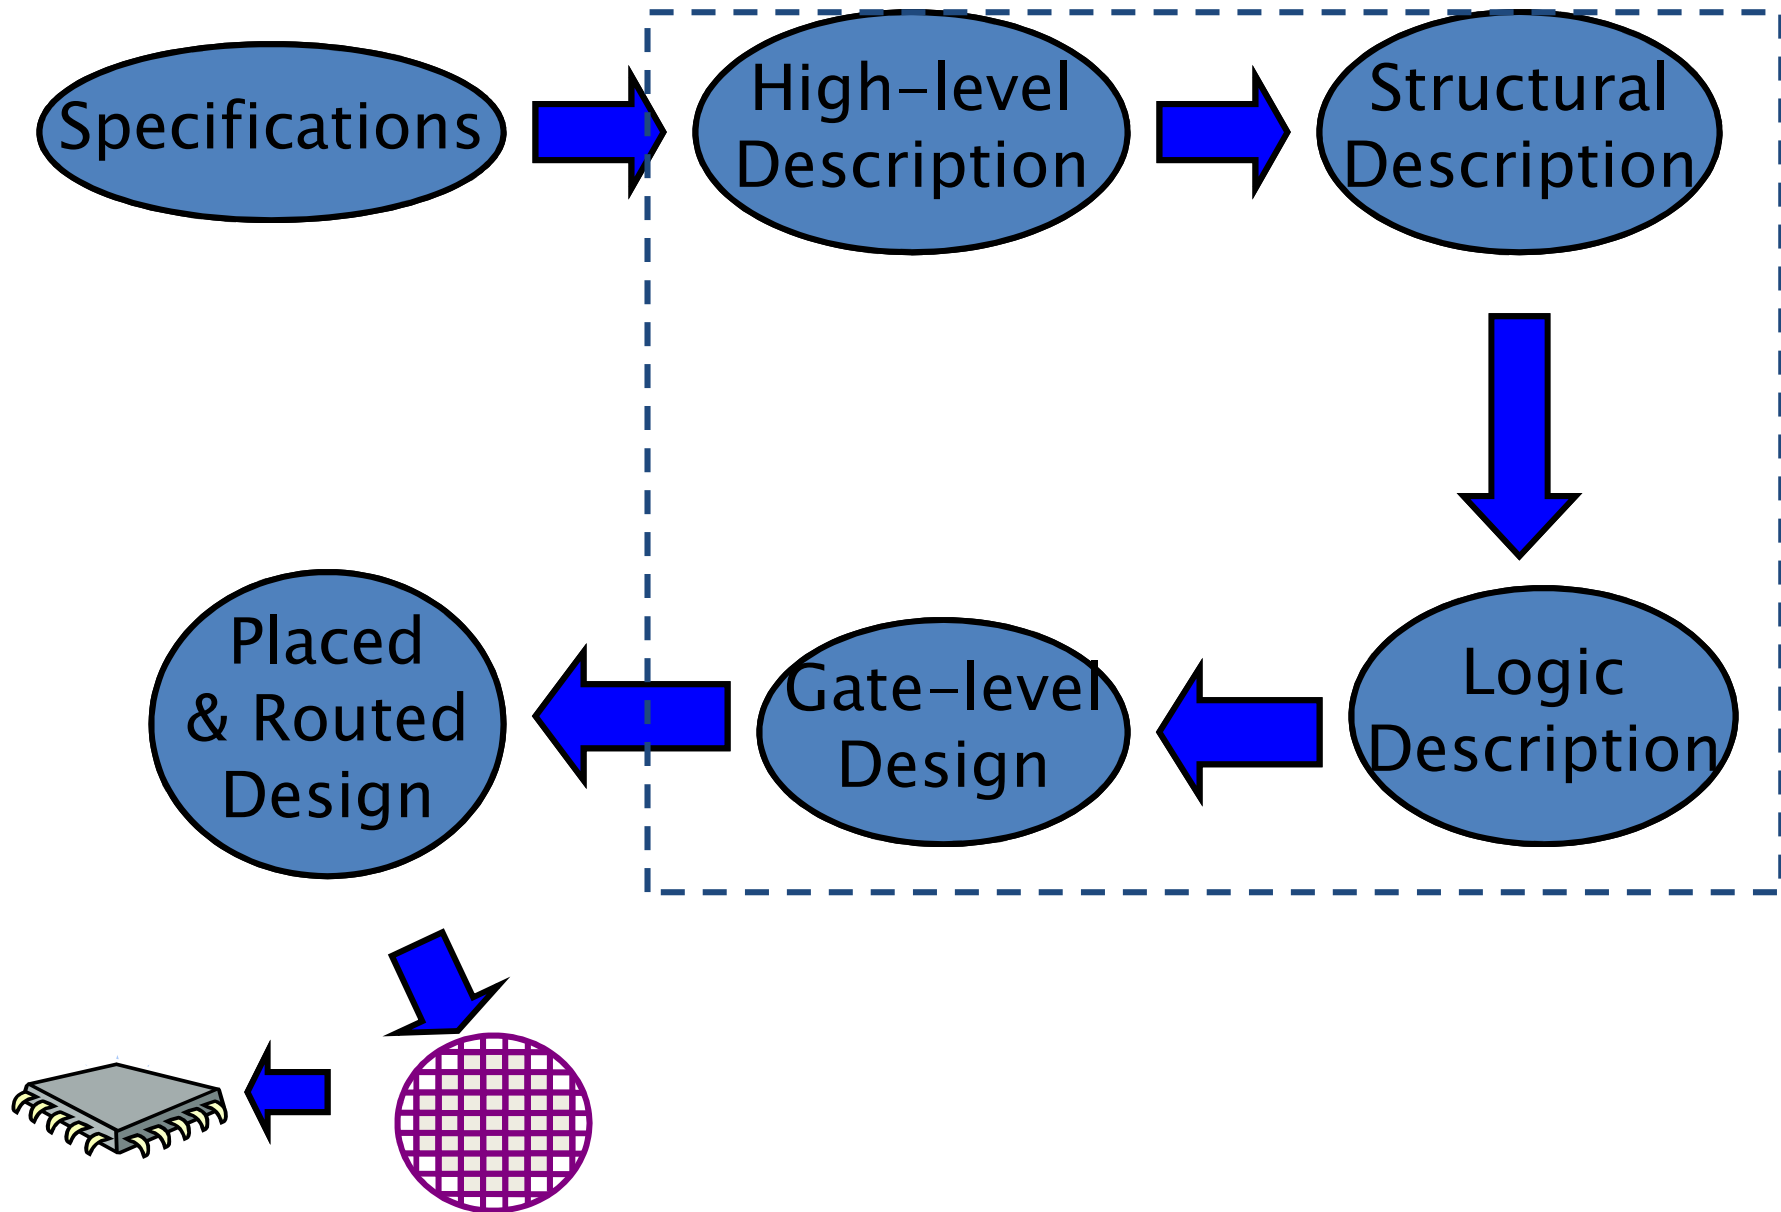 Specifications
High-level
Description
Structural
Description
Logic
Description
Gate-level
Design
Placed
& Routed
Design